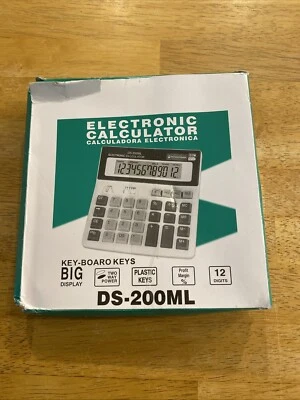 ELECTRONIC
CALCULATOR
CALCULADORA ELECTRONICA
123456789012
KEY-BOARO KEYS
BIG
DISPLAY
TWO
WAY
POWER
PLASTIC
KEYS
Profit
Margin
%
12
DIGITS
DS-200ML